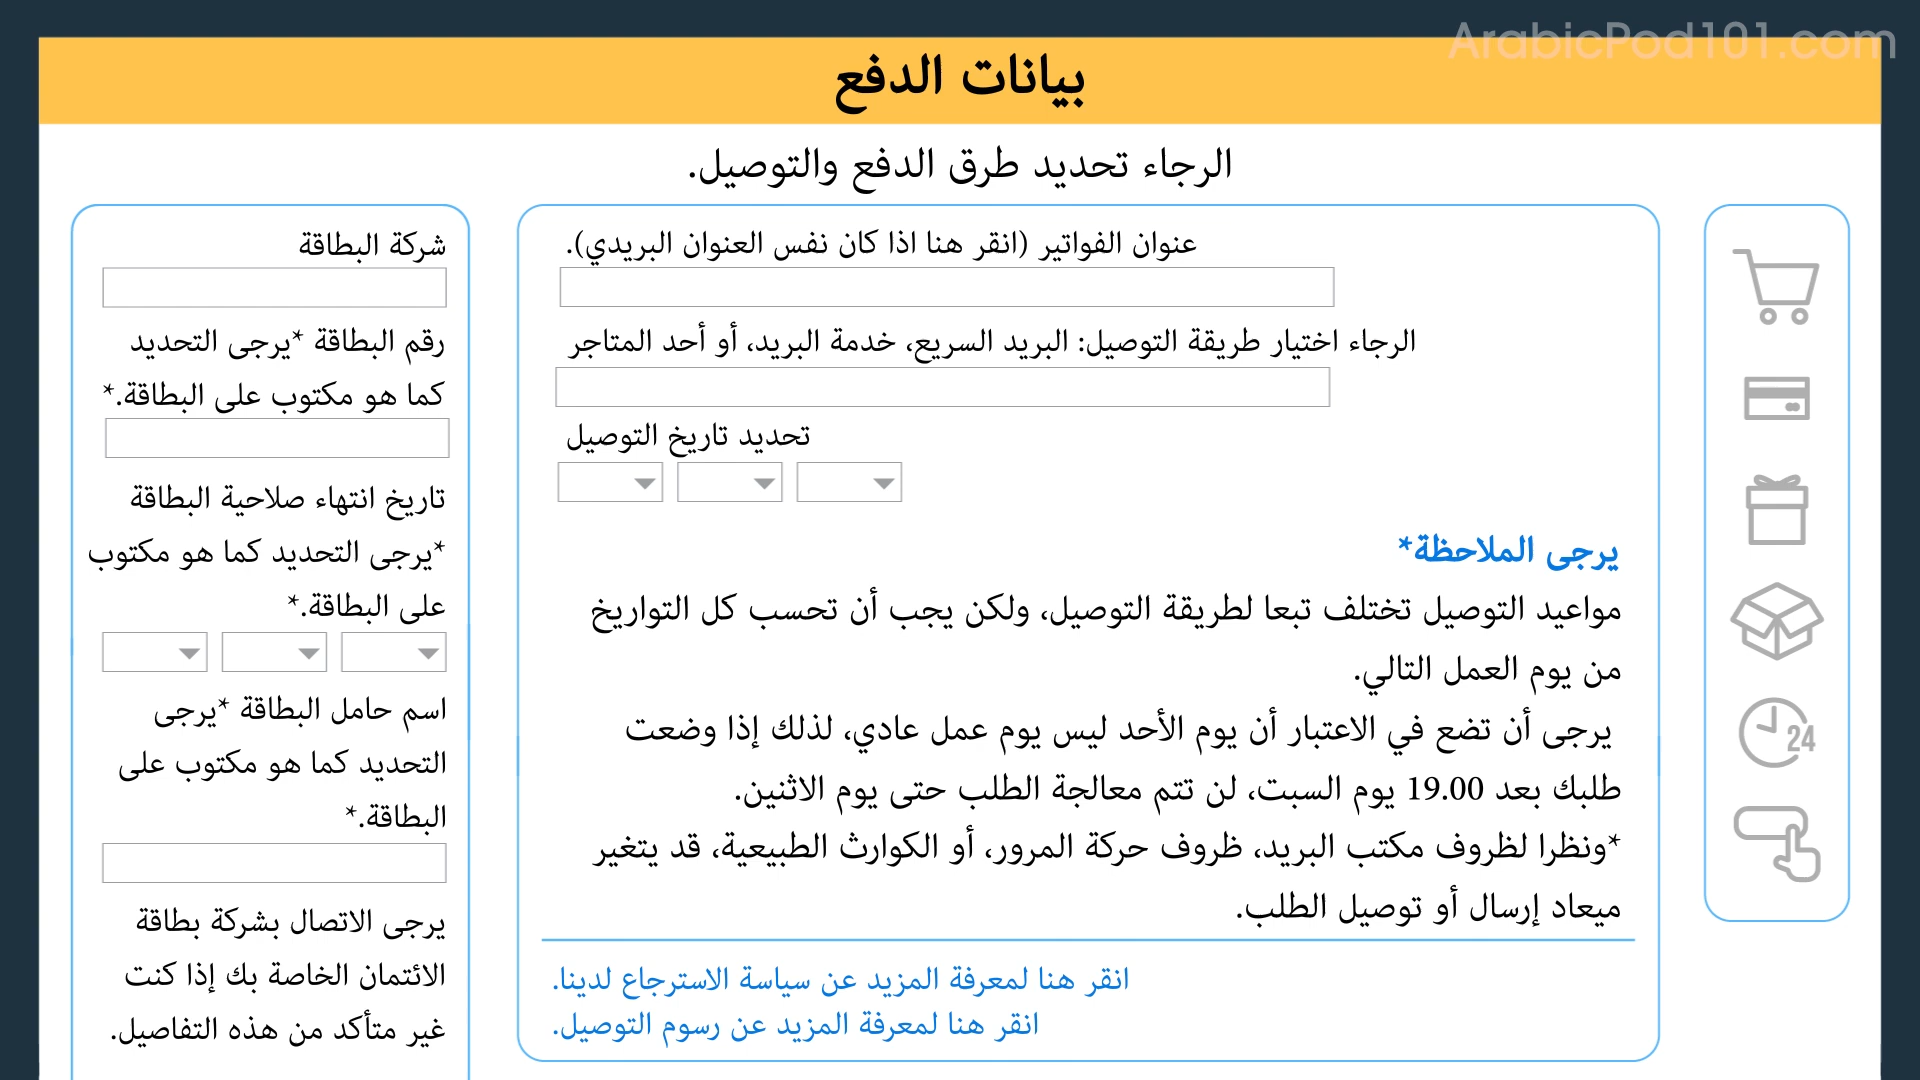 ArabicPod101.com
بيانات الدفع
الرجاء تحديد طرق الدفع والتوصيل.
عنوان الفواتير (انقر هنا اذا كان نفس العنوان البريدي).
الرجاء اختيار طريقة التوصيل: البريد السريع، خدمة البريد، أو أحد المتاجر
تحديد تاريخ التوصيل
يرجى الملاحظة*
مواعيد التوصيل تختلف تبعا لطريقة التوصيل، ولكن يجب أن تحسب كل التواريخ
من يوم العمل التالي.
يرجى أن تضع في الاعتبار أن يوم الأحد ليس يوم عمل عادي، لذلك إذا وضعت
طلبك بعد 19.00 يوم السبت، لن تتم معالجة الطلب حتى يوم الاثنين.
*ونظرا لظروف مكتب البريد، ظروف حركة المرور، أو الكوارث الطبيعية، قد يتغير
ميعاد إرسال أو توصيل الطلب.
انقر هنا لمعرفة المزيد عن سياسة الاسترجاع لدينا.
انقر هنا لمعرفة المزيد عن رسوم التوصيل.
شركة البطاقة
رقم البطاقة *يرجى التحديد
كما هو مكتوب على البطاقة.*
تاريخ انتهاء صلاحية البطاقة
*يرجى التحديد كما هو مكتوب
على البطاقة.*
اسم حامل البطاقة *يرجى
التحديد كما هو مكتوب على
البطاقة.*
يرجى الاتصال بشركة بطاقة
الائتمان الخاصة بك إذا كنت
غير متأكد من هذه التفاصيل.
24